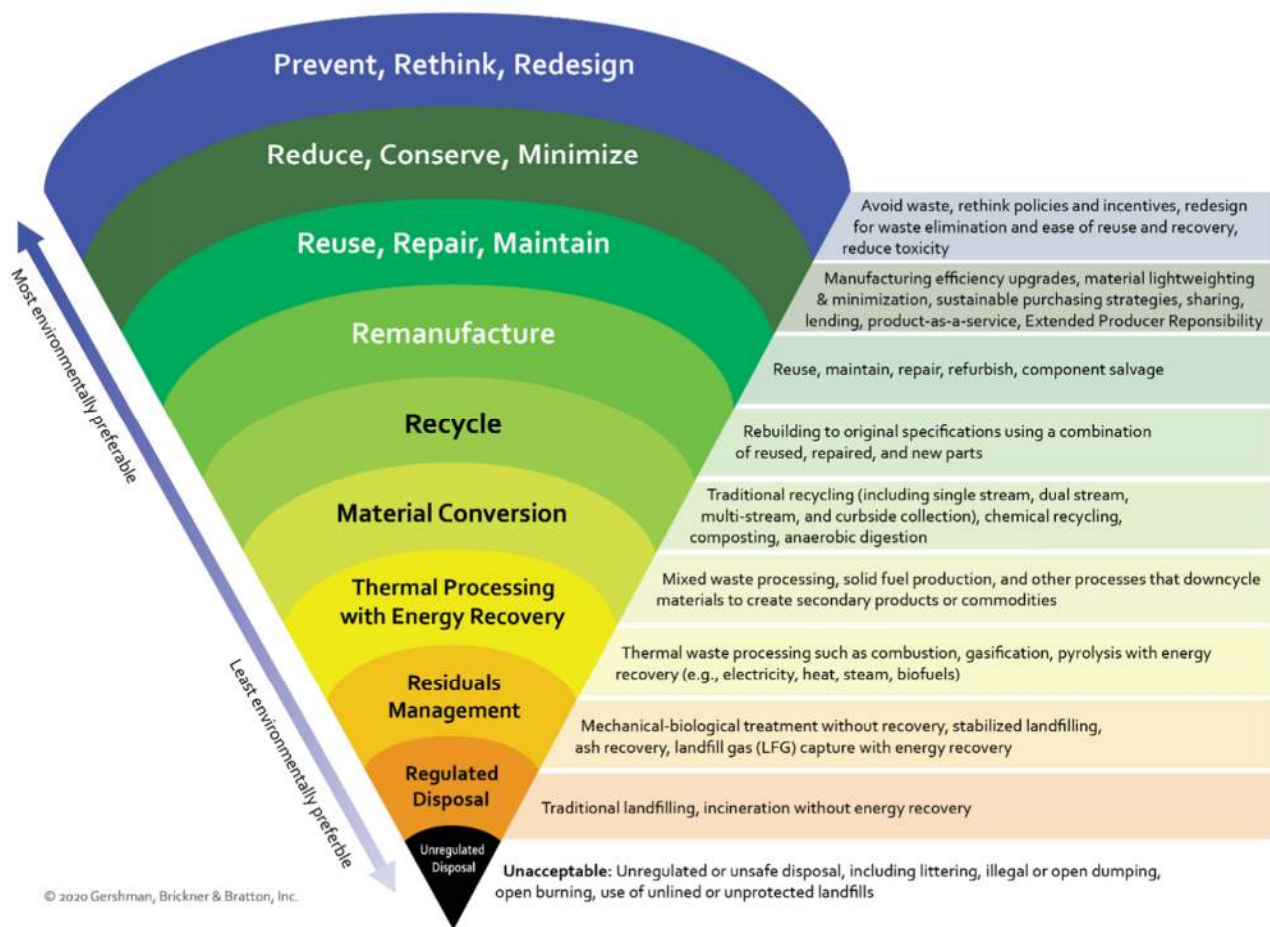 Prevent, Rethink, Redesign
Reduce, Conserve, Minimize
Reuse, Repair, Maintain
Remanufacture
Recycle
Material Conversion
Thermal Processing
with Energy Recovery
Residuals
Management
Regulated
Disposal
Unregulated
Disposal
Most environmentally preferable
Least environmentally preferble
Avoid waste, rethink policies and incentives, redesign
for waste elimination and ease of reuse and recovery,
reduce toxicity
Manufacturing efficiency upgrades, material lightweighting
& minimization, sustainable purchasing strategies, sharing,
lending, product-as-a-service, Extended Producer Reponsibility
Reuse, maintain, repair, refurbish, component salvage
Rebuilding to original specifications using a combination
of reused, repaired, and new parts
Traditional recycling (including single stream, dual stream,
multi-stream, and curbside collection), chemical recycling,
composting, anaerobic digestion
Mixed waste processing, solid fuel production, and other processes that downcycle
materials to create secondary products or commodities
Thermal waste processing such as combustion, gasification, pyrolysis with energy
recovery (e.g., electricity, heat, steam, biofuels)
Mechanical-biological treatment without recovery, stabilized landfilling,
ash recovery, landfill gas (LFG) capture with energy recovery
Traditional landfilling, incineration without energy recovery
Unacceptable: Unregulated or unsafe disposal, including littering, illegal or open dumping,
open burning, use of unlined or unprotected landfills
© 2020 Gershman, Brickner & Bratton, Inc.